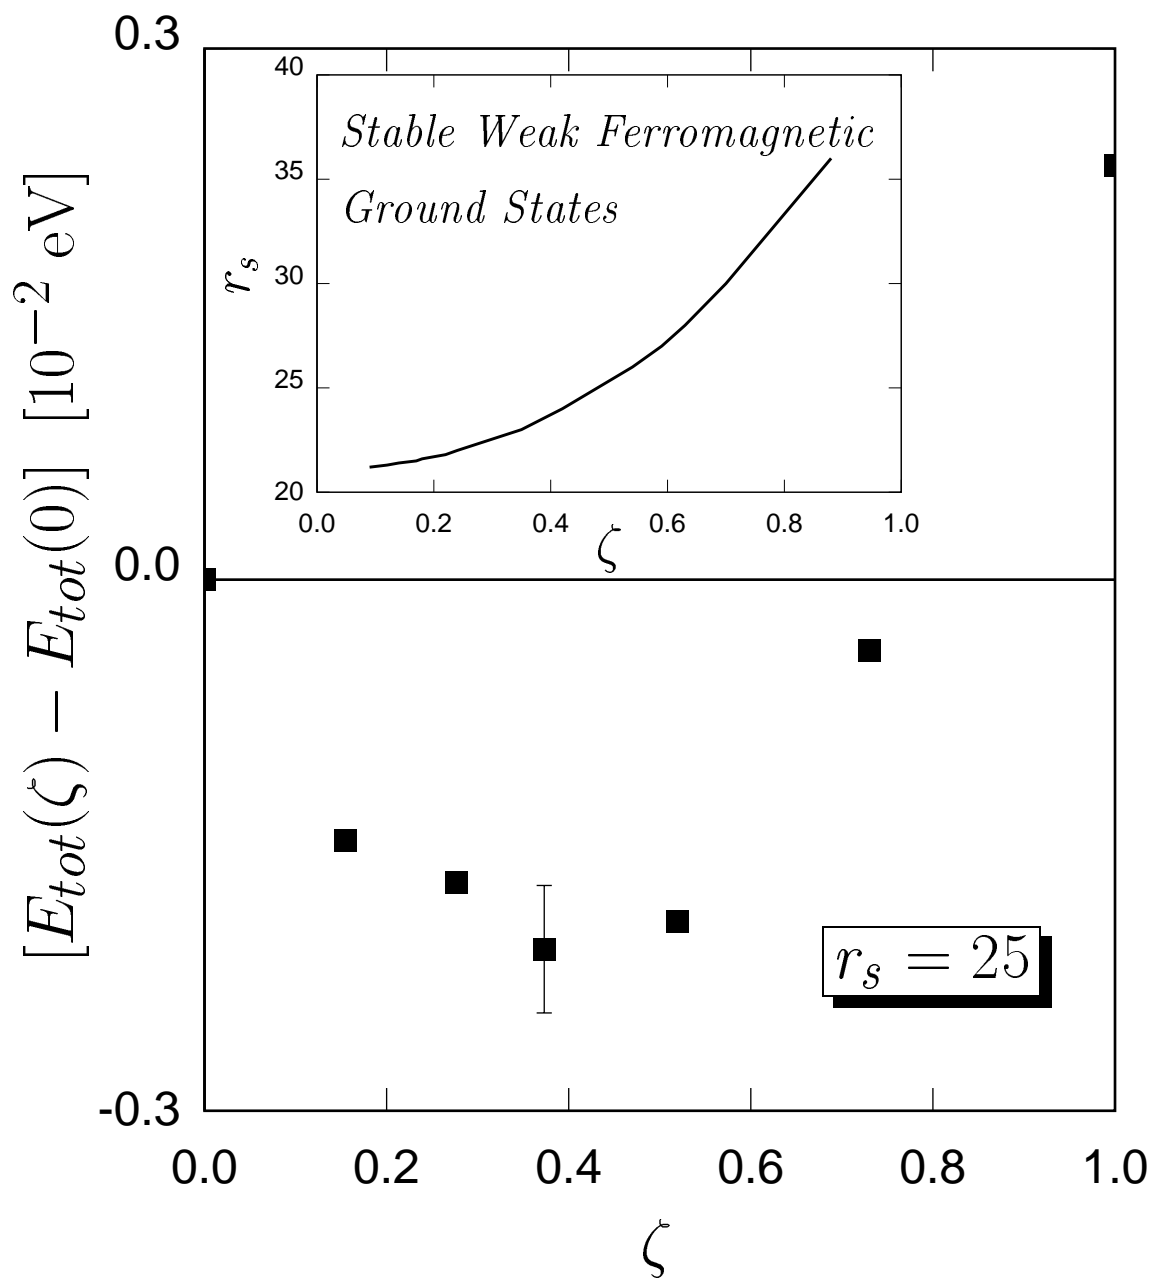 0.3
0.0
-0.3
[E_tot(ζ) − E_tot(0)] [10^−2 eV]
40
35
30
25
20
r_s
Stable Weak Ferromagnetic
Ground States
0.0 0.2 0.4 0.6 0.8 1.0
ζ
r_s = 25
0.0 0.2 0.4 0.6 0.8 1.0
ζ